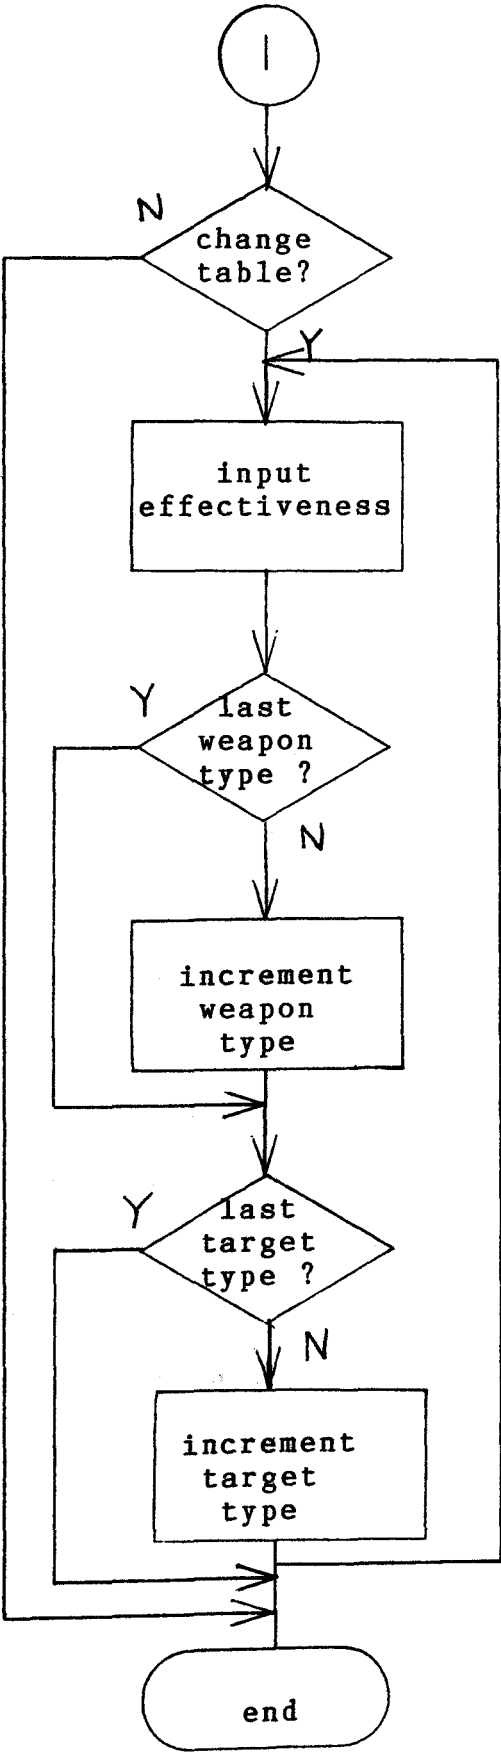 1
N
change
table?
Y
input
effectiveness
Y
last
weapon
type ?
N
increment
weapon
type
Y
last
target
type ?
N
increment
target
type
end